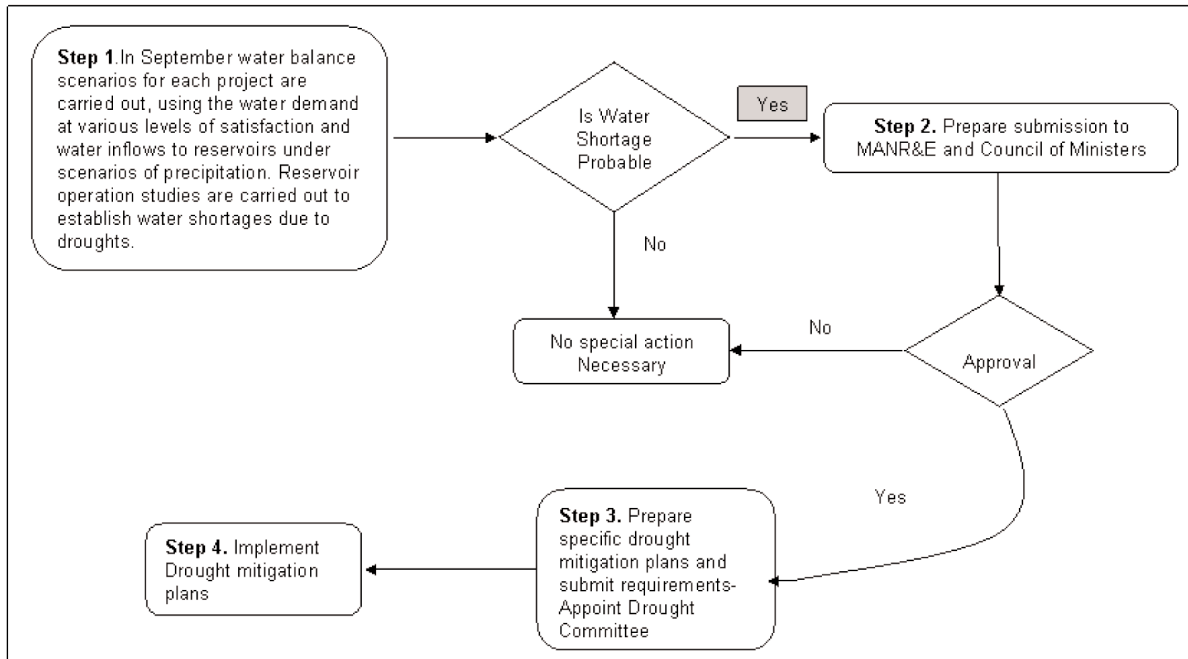 Step 1.In September water balance
scenarios for each project are
carried out, using the water demand
at various levels of satisfaction and
water inflows to reservoirs under
scenarios of precipitation. Reservoir
operation studies are carried out to
establish water shortages due to
droughts.
Is Water
Shortage
Probable
Yes
Step 2. Prepare submission to
MANR&E and Council of Ministers
No
No special action
Necessary
No
Approval
Yes
Step 3. Prepare
specific drought
mitigation plans and
submit requirements-
Appoint Drought
Committee
Step 4. Implement
Drought mitigation
plans